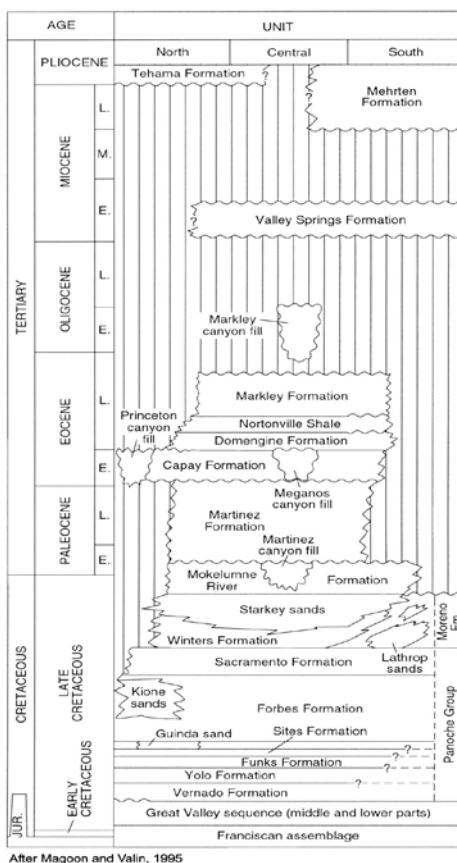 AGE
UNIT
North
Central
South
PLIOCENE
Tehama Formation
?
?
Mehrten
Formation
TERTIARY
MIOCENE
L.
M.
E.
?
Valley Springs Formation
OLIGOCENE
L.
E.
Markley
canyon fill
EOCENE
L.
E.
Markley Formation
Princeton
canyon
fill
Nortonville Shale
Domengine Formation
Capay Formation
Meganos
canyon fill
PALEOCENE
L.
E.
Martinez
Formation
Martinez
canyon fill
Mokelumne
River
Formation
CRETACEOUS
LATE
CRETACEOUS
Starkey sands
Moreno
Fm
Winters Formation
Lathrop
sands
Sacramento Formation
Kione
sands
Forbes Formation
Panoche Group
Guinda sand
Sites Formation
?
Funks Formation
?
?
Yolo Formation
?
Vernado Formation
?
EARLY
CRETACEOUS
JUR.
Great Valley sequence (middle and lower parts)
Franciscan assemblage
After Magoon and Valin, 1995